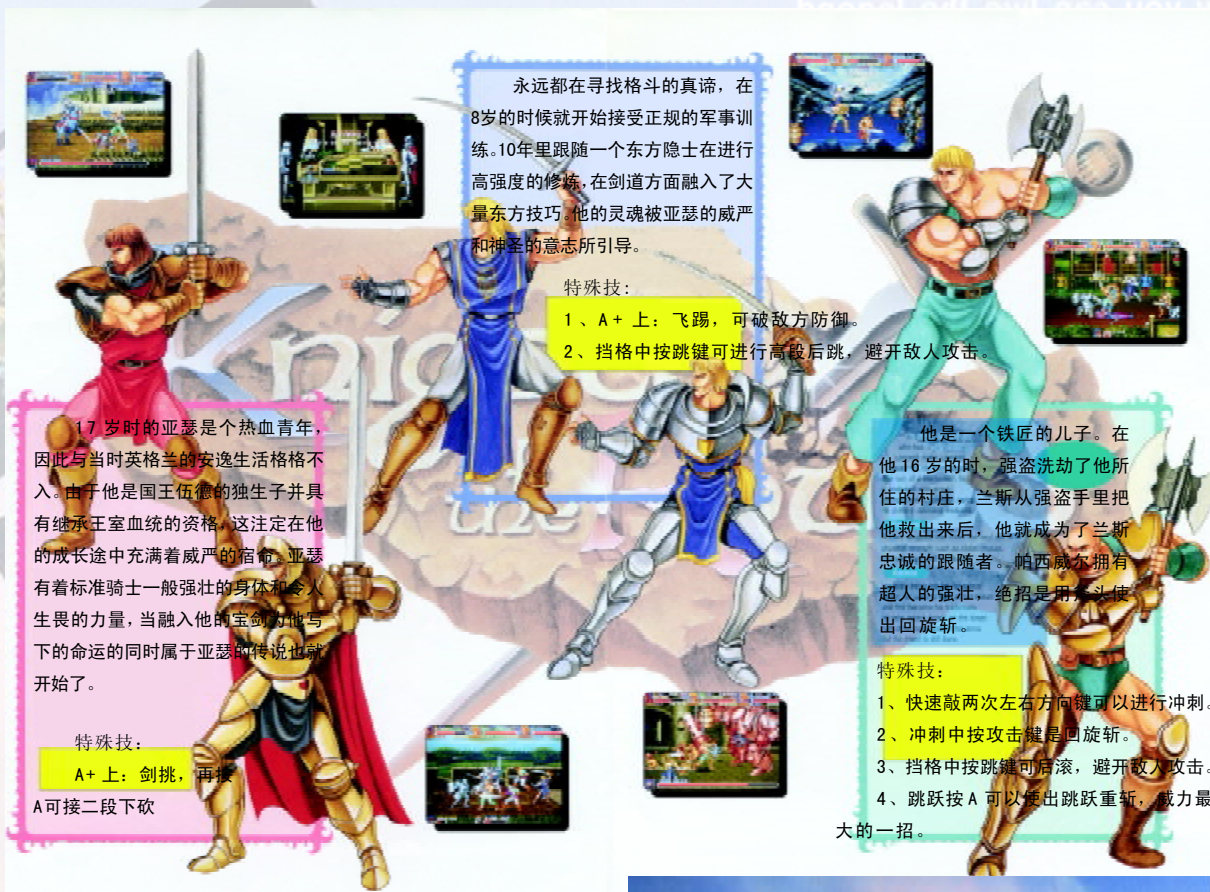 永远都在寻找格斗的真谛，在
8岁的时候就开始接受正规的军事训
练。10年里跟随一个东方隐士在进行
高强度的修炼，在剑道方面融入了大
量东方技巧。他的灵魂被亚瑟的威严
和神圣的意志所引导。
特殊技：
1、A+ 上：飞踢，可破敌方防御。
2、挡格中按跳键可进行高段后跳，避开敌人攻击。
17 岁时的亚瑟是个热血青年，
因此与当时英格兰的安逸生活格格不
入。由于他是国王伍德的独生子并具
有继承王室血统的资格，这注定在他
的成长途中充满着威严的宿命。亚瑟
有着标准骑士一般强壮的身体和令人
生畏的力量，当融入他的宝剑为他写
下的命运的同时属于亚瑟的传说也就
开始了。
特殊技：
A+ 上：剑挑，再按
A可接二段下砍
他是一个铁匠的儿子。在
他 16 岁的时，强盗洗劫了他所
住的村庄，兰斯从强盗手里把
他救出来后，他就成为了兰斯
忠诚的跟随者。帕西威尔拥有
超人的强壮，绝招是用斧头使
出回旋斩。
特殊技：
1、快速敲两次左右方向键可以进行冲刺。
2、冲刺中按攻击键是回旋斩。
3、挡格中按跳键可后滚，避开敌人攻击。
4、跳跃按 A 可以使出跳跃重斩，威力最
大的一招。